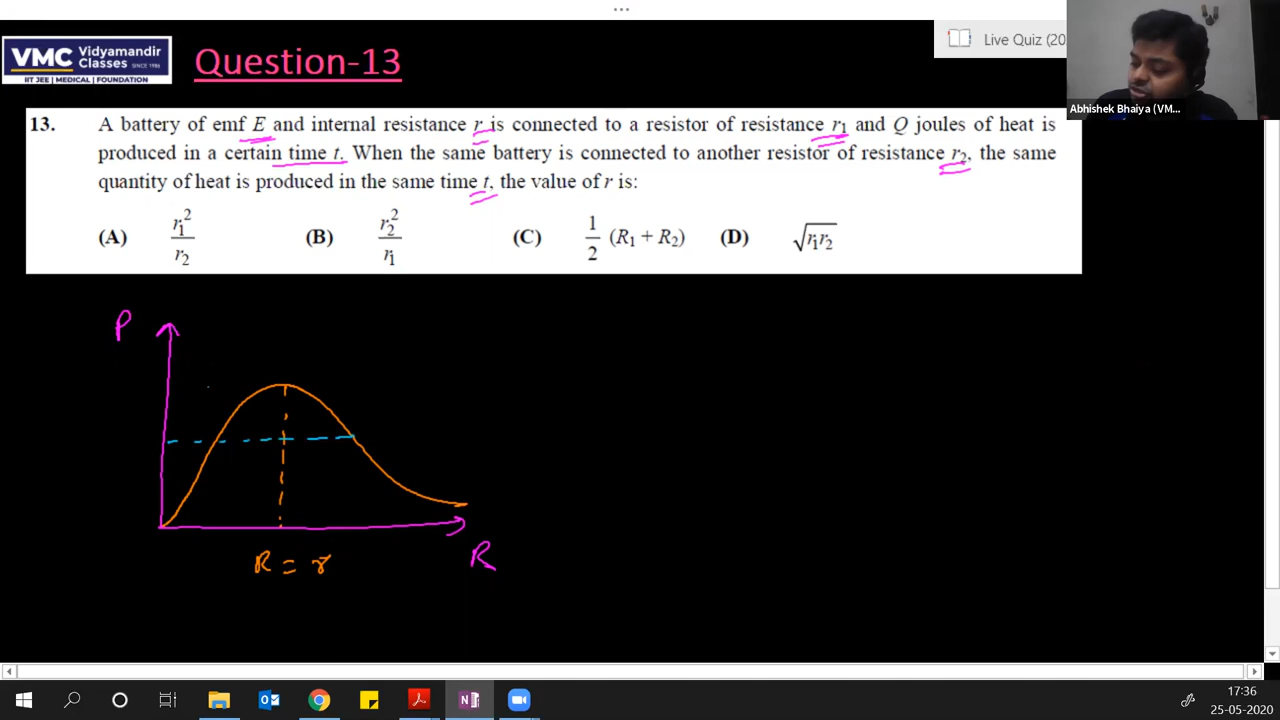 ...
VMC Vidyamandir Classes SINCE 1986
IIT JEE | MEDICAL | FOUNDATION
Question-13
Live Quiz (20
Abhishek Bhaiya (VM...
13. A battery of emf E and internal resistance r is connected to a resistor of resistance r₁ and Q joules of heat is
produced in a certain time t. When the same battery is connected to another resistor of resistance r₂, the same
quantity of heat is produced in the same time t, the value of r is:
(A) r₁²/r₂ (B) r₂²/r₁ (C) 1/2 (R₁ + R₂) (D) √r₁r₂
P
R
R = r
17:36
25-05-2020